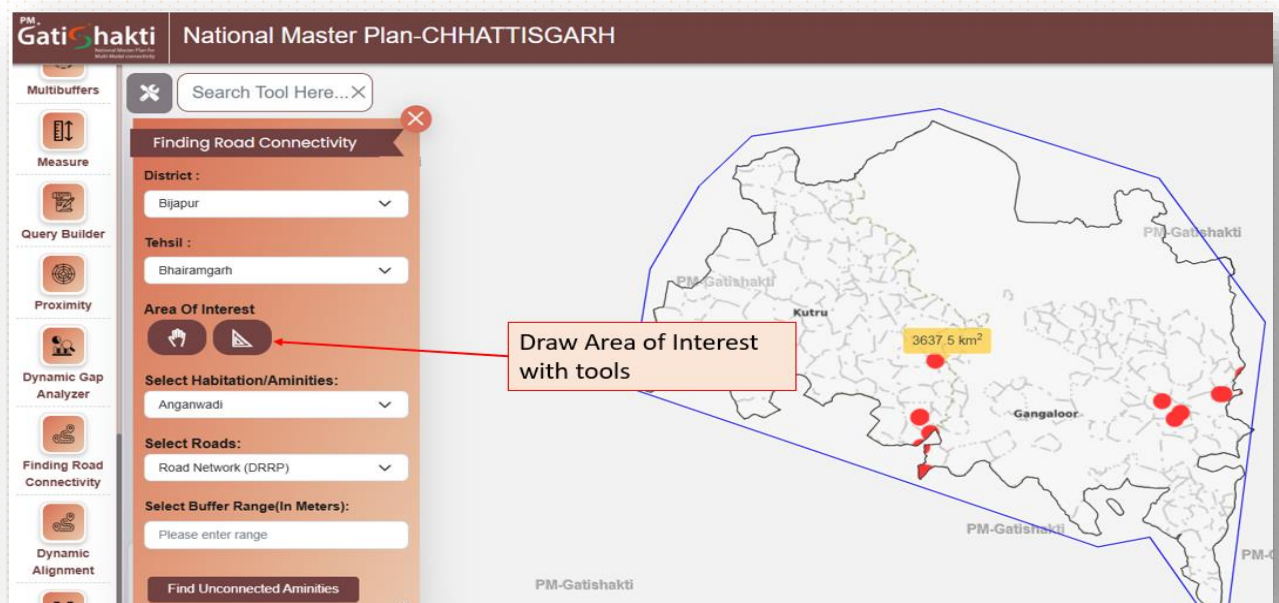 PM.
GatiShakti
National Master Plan for
Multi-Modal connectivity
National Master Plan-CHHATTISGARH
Multibuffers
Measure
Query Builder
Proximity
Dynamic Gap
Analyzer
Finding Road
Connectivity
Dynamic
Alignment
Search Tool Here...
Finding Road Connectivity
District :
Bijapur
Tehsil :
Bhairamgarh
Area Of Interest
Select Habitation/Aminities:
Anganwadi
Select Roads:
Road Network (DRRP)
Select Buffer Range(In Meters):
Please enter range
Find Unconnected Aminities
Draw Area of Interest
with tools
PM-Gatishakti
PM-Gatishakti
Kutru
3637.5 km²
Gangaloor
PM-Gatishakti
PM-Gatishakti